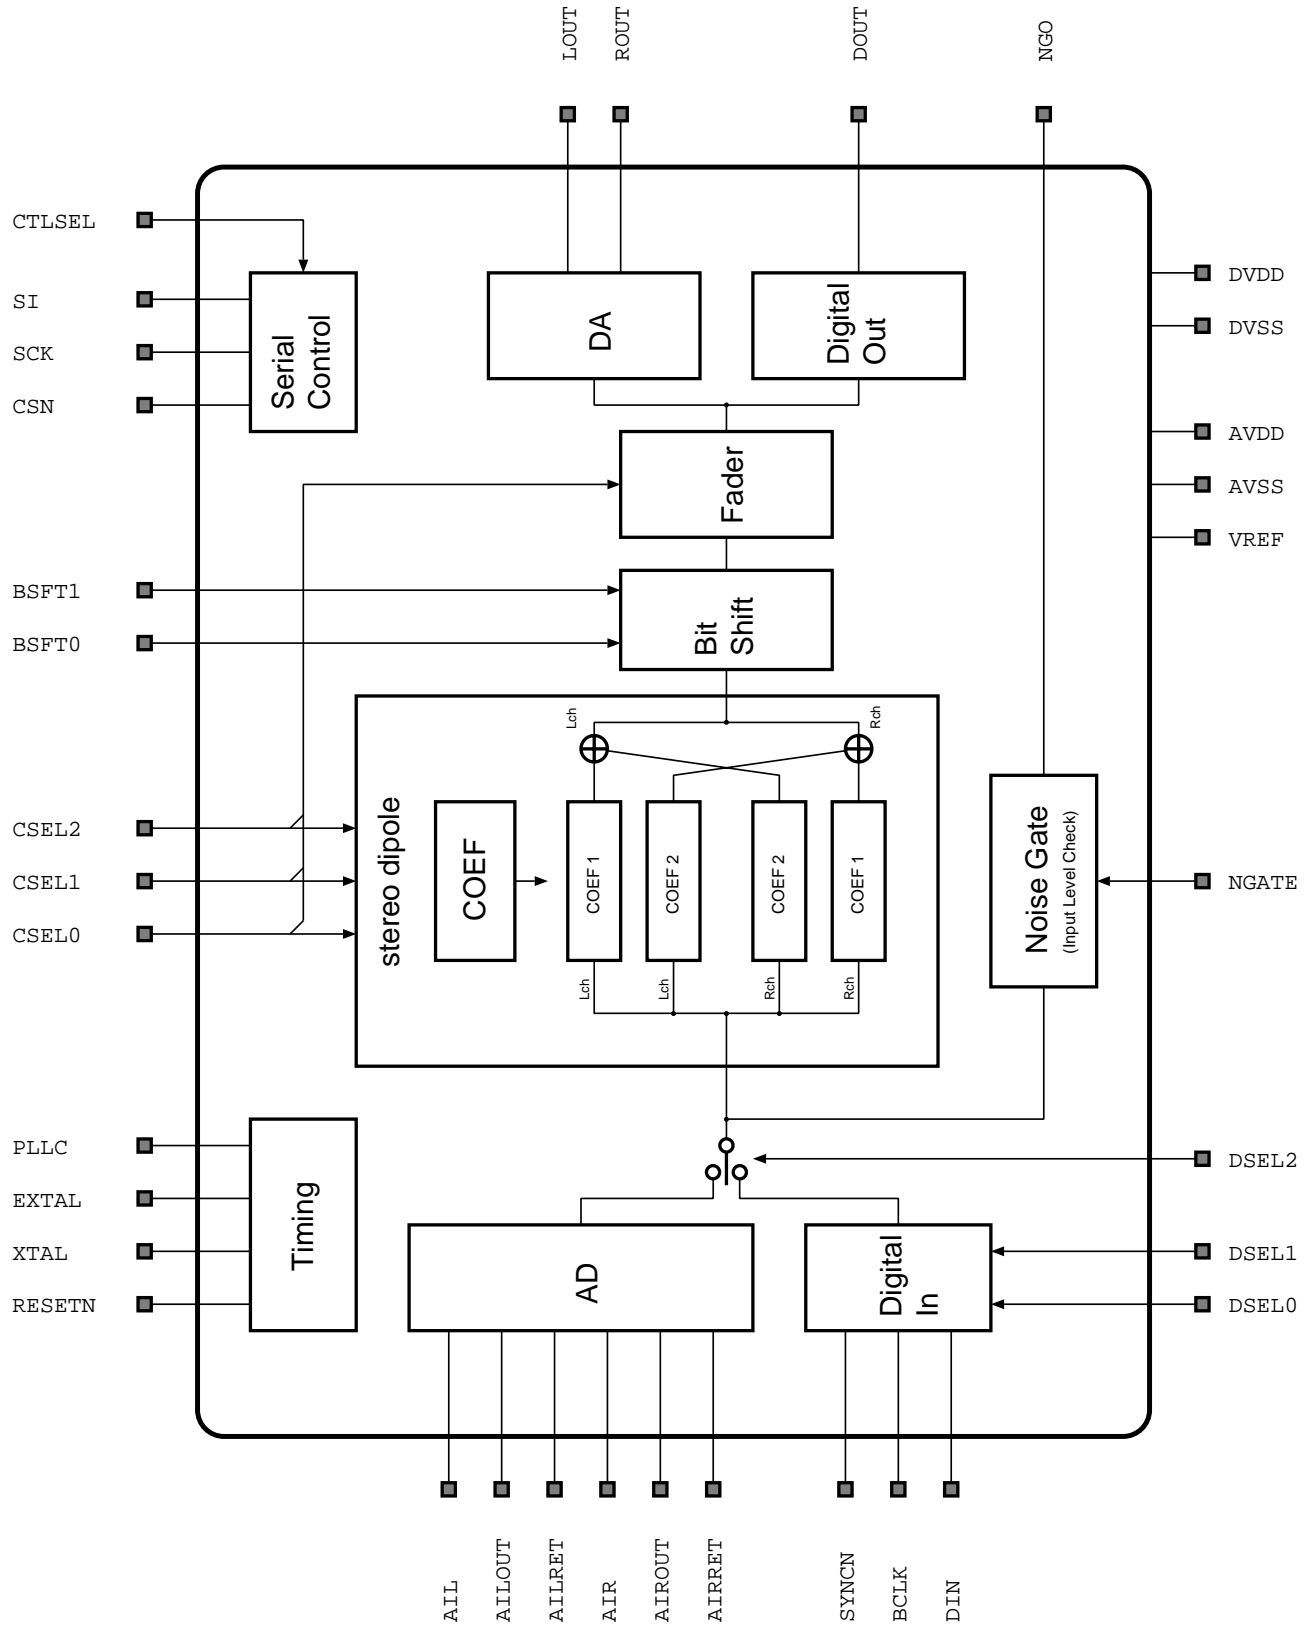 LOUT
ROUT
DOUT
NGO
CTLSEL
SI
SCK
CSN
Serial
Control
DA
Digital
Out
DVDD
DVSS
AVDD
AVSS
VREF
Fader
BSFT1
BSFT0
Bit
Shift
Lch
Rch
CSEL2
CSEL1
CSEL0
stereo dipole
COEF
COEF 1
COEF 2
COEF 2
COEF 1
Lch
Lch
Rch
Rch
Noise Gate
(Input Level Check)
NGATE
PLLC
EXTAL
XTAL
RESETN
Timing
AD
Digital
In
DSEL2
DSEL1
DSEL0
AIL
AILOUT
AILRET
AIR
AIROUT
AIRRET
SYNCN
BCLK
DIN